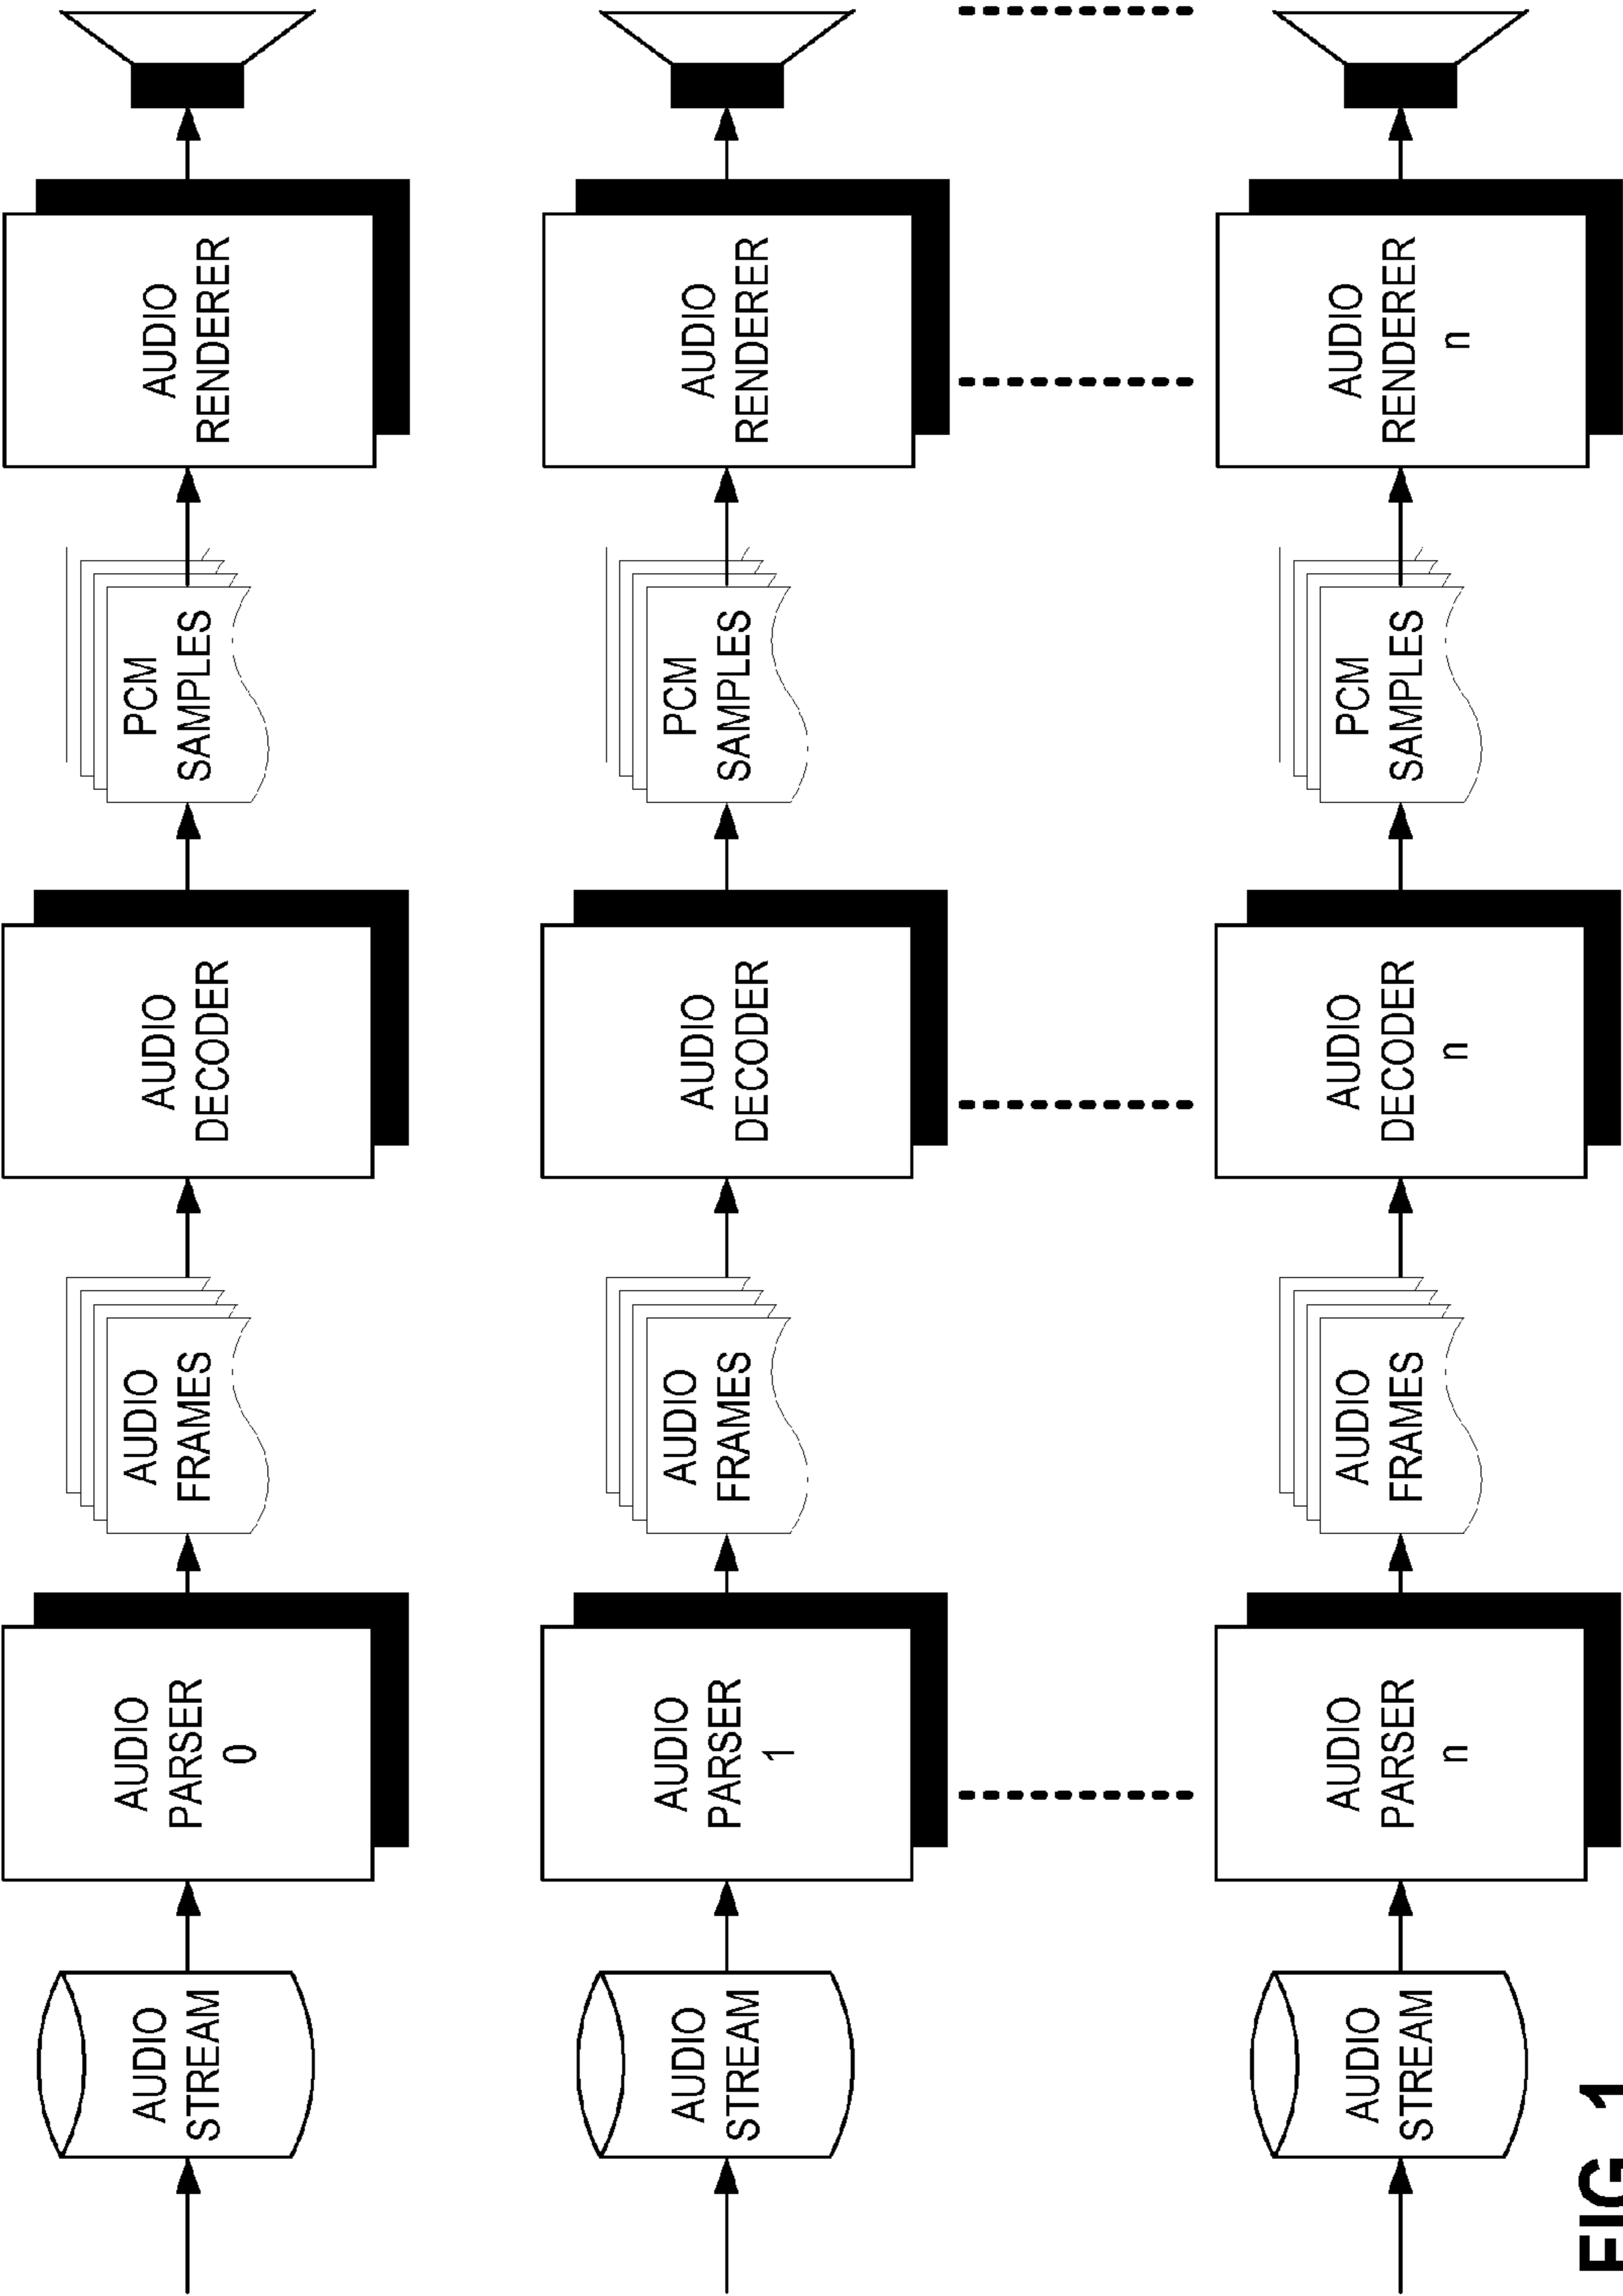 AUDIO
STREAM
AUDIO
PARSER
0
AUDIO
FRAMES
AUDIO
DECODER
PCM
SAMPLES
AUDIO
RENDERER
AUDIO
STREAM
AUDIO
PARSER
1
AUDIO
FRAMES
AUDIO
DECODER
PCM
SAMPLES
AUDIO
RENDERER
AUDIO
STREAM
AUDIO
PARSER
n
AUDIO
FRAMES
AUDIO
DECODER
n
PCM
SAMPLES
AUDIO
RENDERER
n
FIG 1